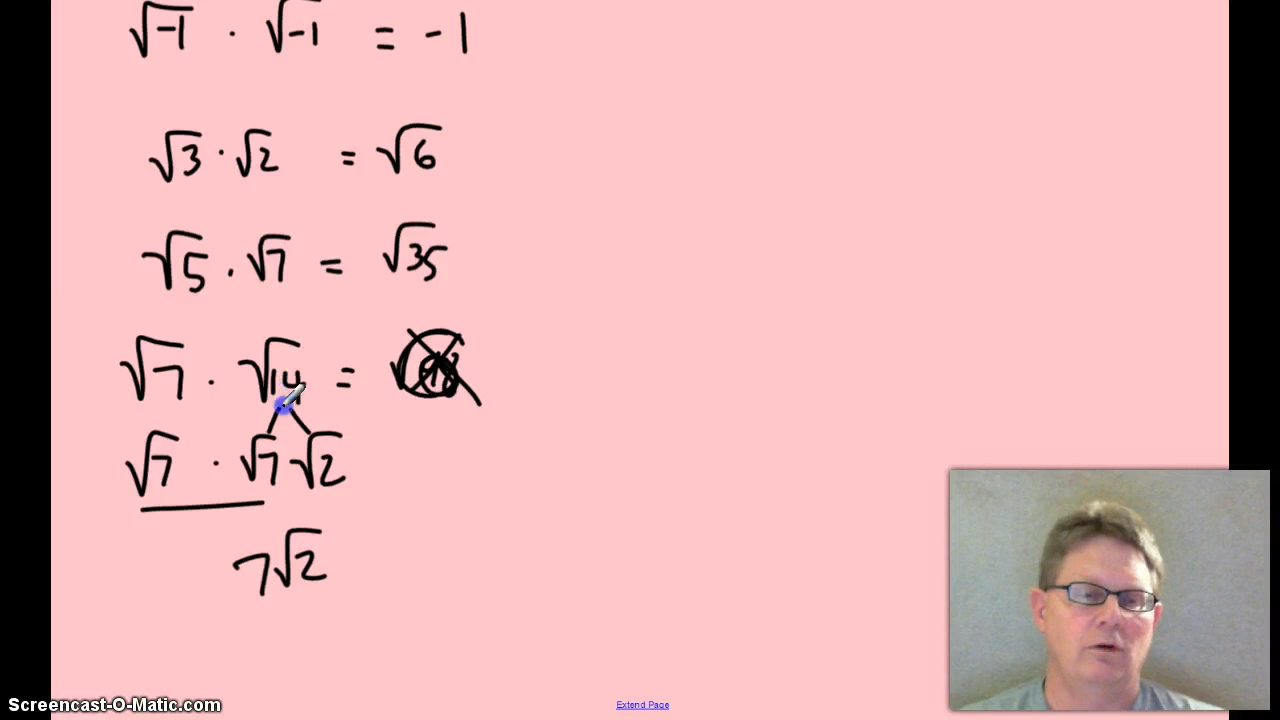 √-1 · √-1 = -1
√3 · √2 = √6
√5 · √7 = √35
√7 · √14 =
√7 · √7 √2
7√2
Screencast-O-Matic.com
Extend Page